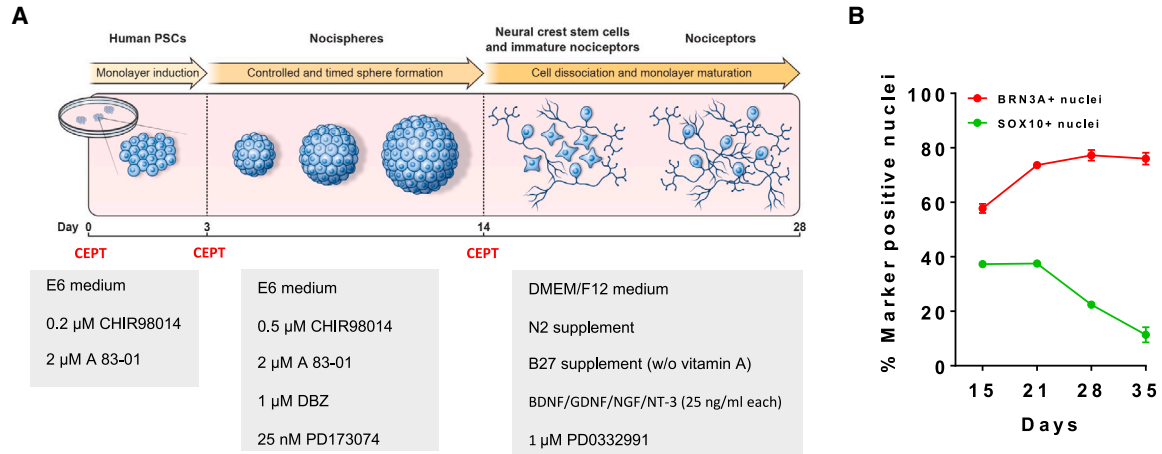 A
Human PSCs
Nocispheres
Neural crest stem cells
and immature nociceptors
Nociceptors
Monolayer induction
Controlled and timed sphere formation
Cell dissociation and monolayer maturation
Day 0 3 14 28
CEPT CEPT CEPT
E6 medium
0.2 µM CHIR98014
2 µM A 83-01
E6 medium
0.5 µM CHIR98014
2 µM A 83-01
1 µM DBZ
25 nM PD173074
DMEM/F12 medium
N2 supplement
B27 supplement (w/o vitamin A)
BDNF/GDNF/NGF/NT-3 (25 ng/ml each)
1 µM PD0332991
B
% Marker positive nuclei
100
80
60
40
20
0
BRN3A+ nuclei
SOX10+ nuclei
15 21 28 35
Days